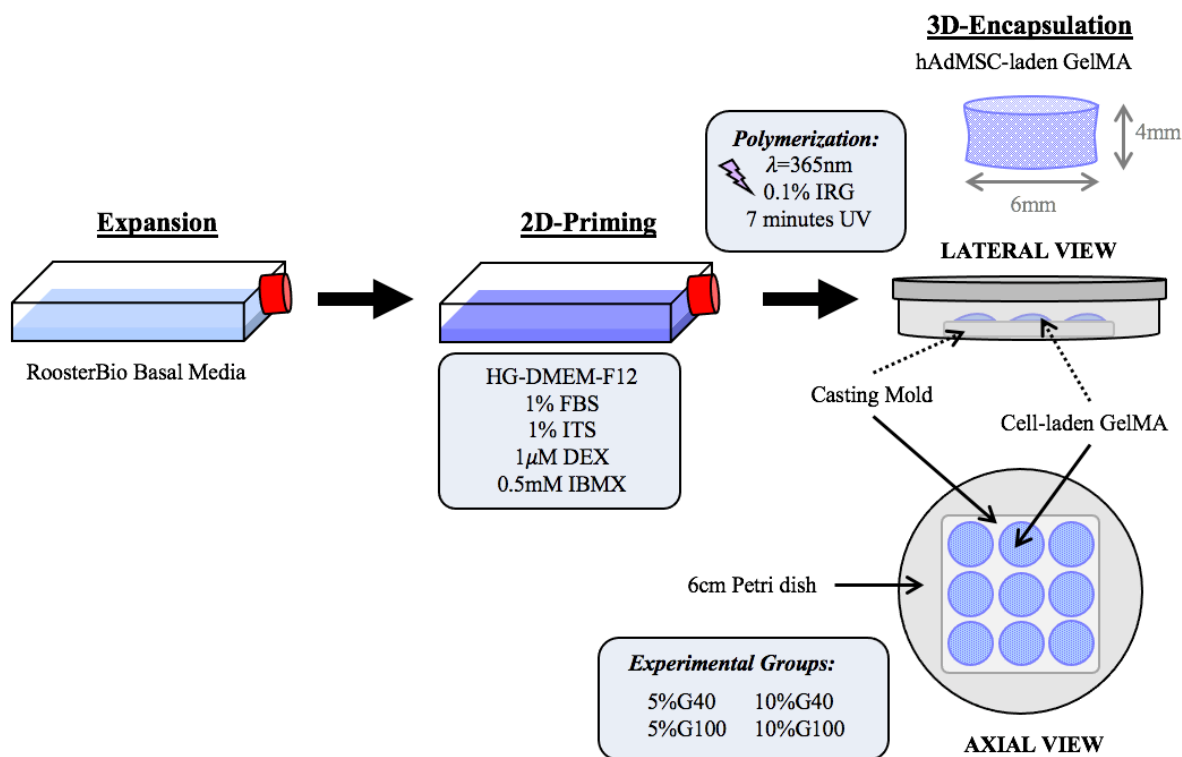 Expansion
RoosterBio Basal Media
2D-Priming
HG-DMEM-F12
1% FBS
1% ITS
1μM DEX
0.5mM IBMX
Polymerization:
λ=365nm
0.1% IRG
7 minutes UV
3D-Encapsulation
hAdMSC-laden GelMA
4mm
6mm
LATERAL VIEW
Casting Mold
Cell-laden GelMA
6cm Petri dish
Experimental Groups:
5%G40 10%G40
5%G100 10%G100
AXIAL VIEW